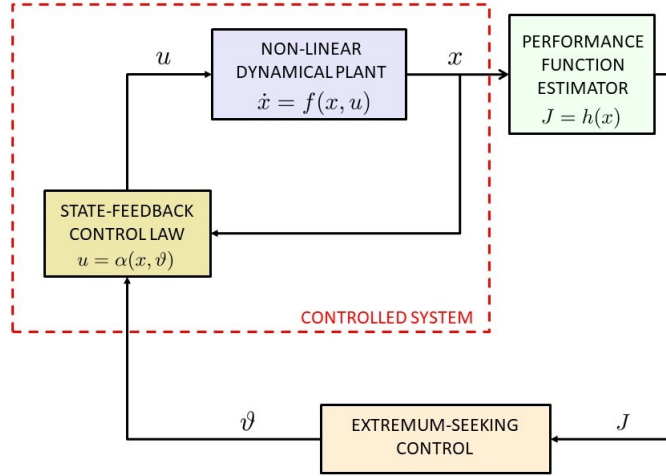 u
NON-LINEAR
DYNAMICAL PLANT
ẋ = f(x, u)
x
PERFORMANCE
FUNCTION
ESTIMATOR
J = h(x)
STATE-FEEDBACK
CONTROL LAW
u = α(x, ϑ)
CONTROLLED SYSTEM
ϑ
EXTREMUM-SEEKING
CONTROL
J